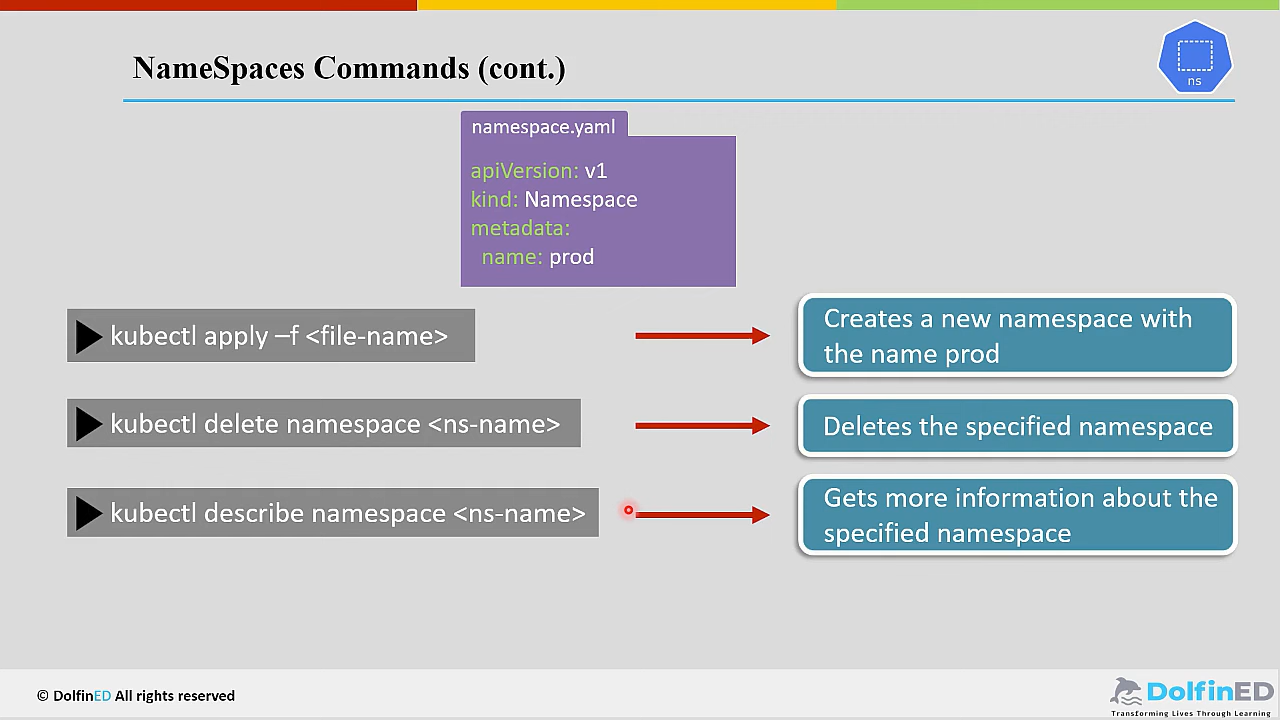 NameSpaces Commands (cont.)
ns
namespace.yaml
apiVersion: v1
kind: Namespace
metadata:
name: prod
kubectl apply –f <file-name>
Creates a new namespace with
the name prod
kubectl delete namespace <ns-name>
Deletes the specified namespace
kubectl describe namespace <ns-name>
Gets more information about the
specified namespace
© DolfinED All rights reserved
DolfinED
Transforming Lives Through Learning